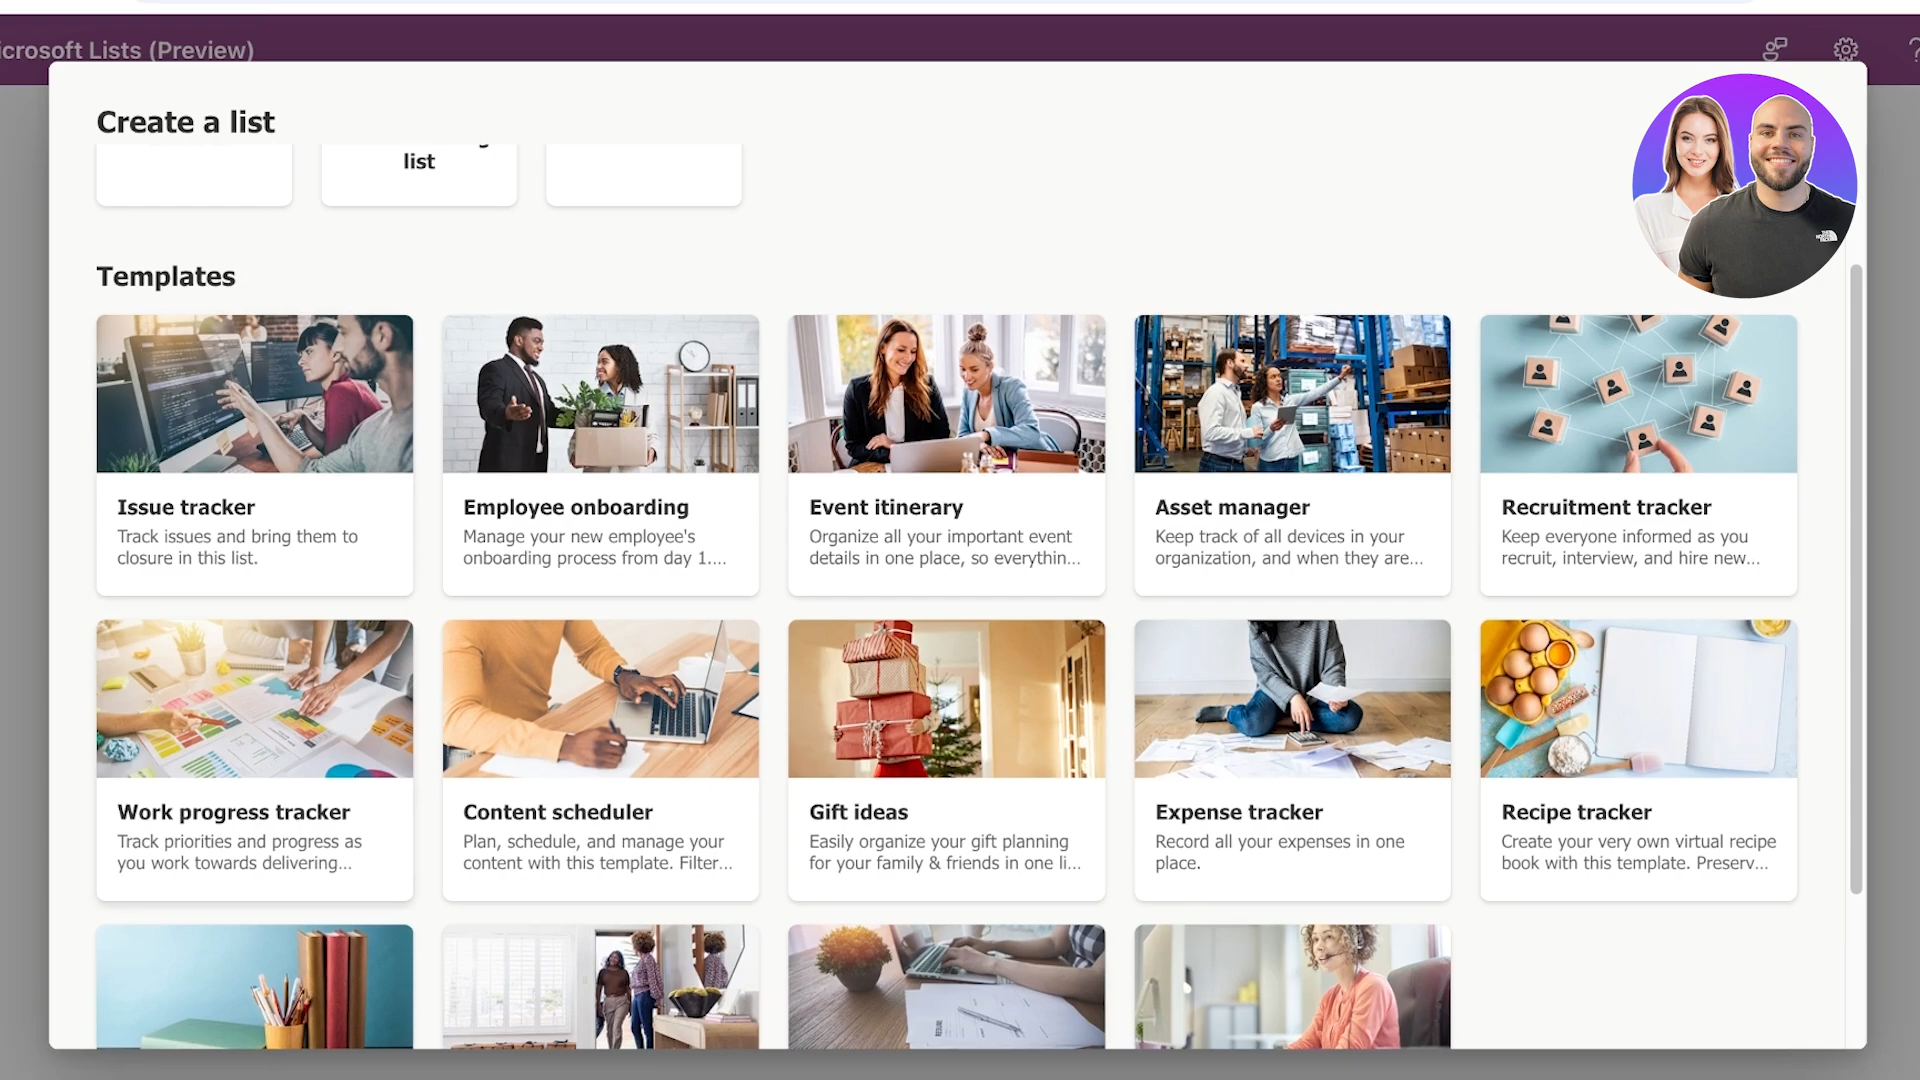 crosoft Lists (Preview)
Create a list
list
Templates
Issue tracker
Track issues and bring them to
closure in this list.
Employee onboarding
Manage your new employee's
onboarding process from day 1....
Event itinerary
Organize all your important event
details in one place, so everythin...
Asset manager
Keep track of all devices in your
organization, and when they are...
Recruitment tracker
Keep everyone informed as you
recruit, interview, and hire new...
Work progress tracker
Track priorities and progress as
you work towards delivering...
Content scheduler
Plan, schedule, and manage your
content with this template. Filter...
Gift ideas
Easily organize your gift planning
for your family & friends in one li...
Expense tracker
Record all your expenses in one
place.
Recipe tracker
Create your very own virtual recipe
book with this template. Preserv...